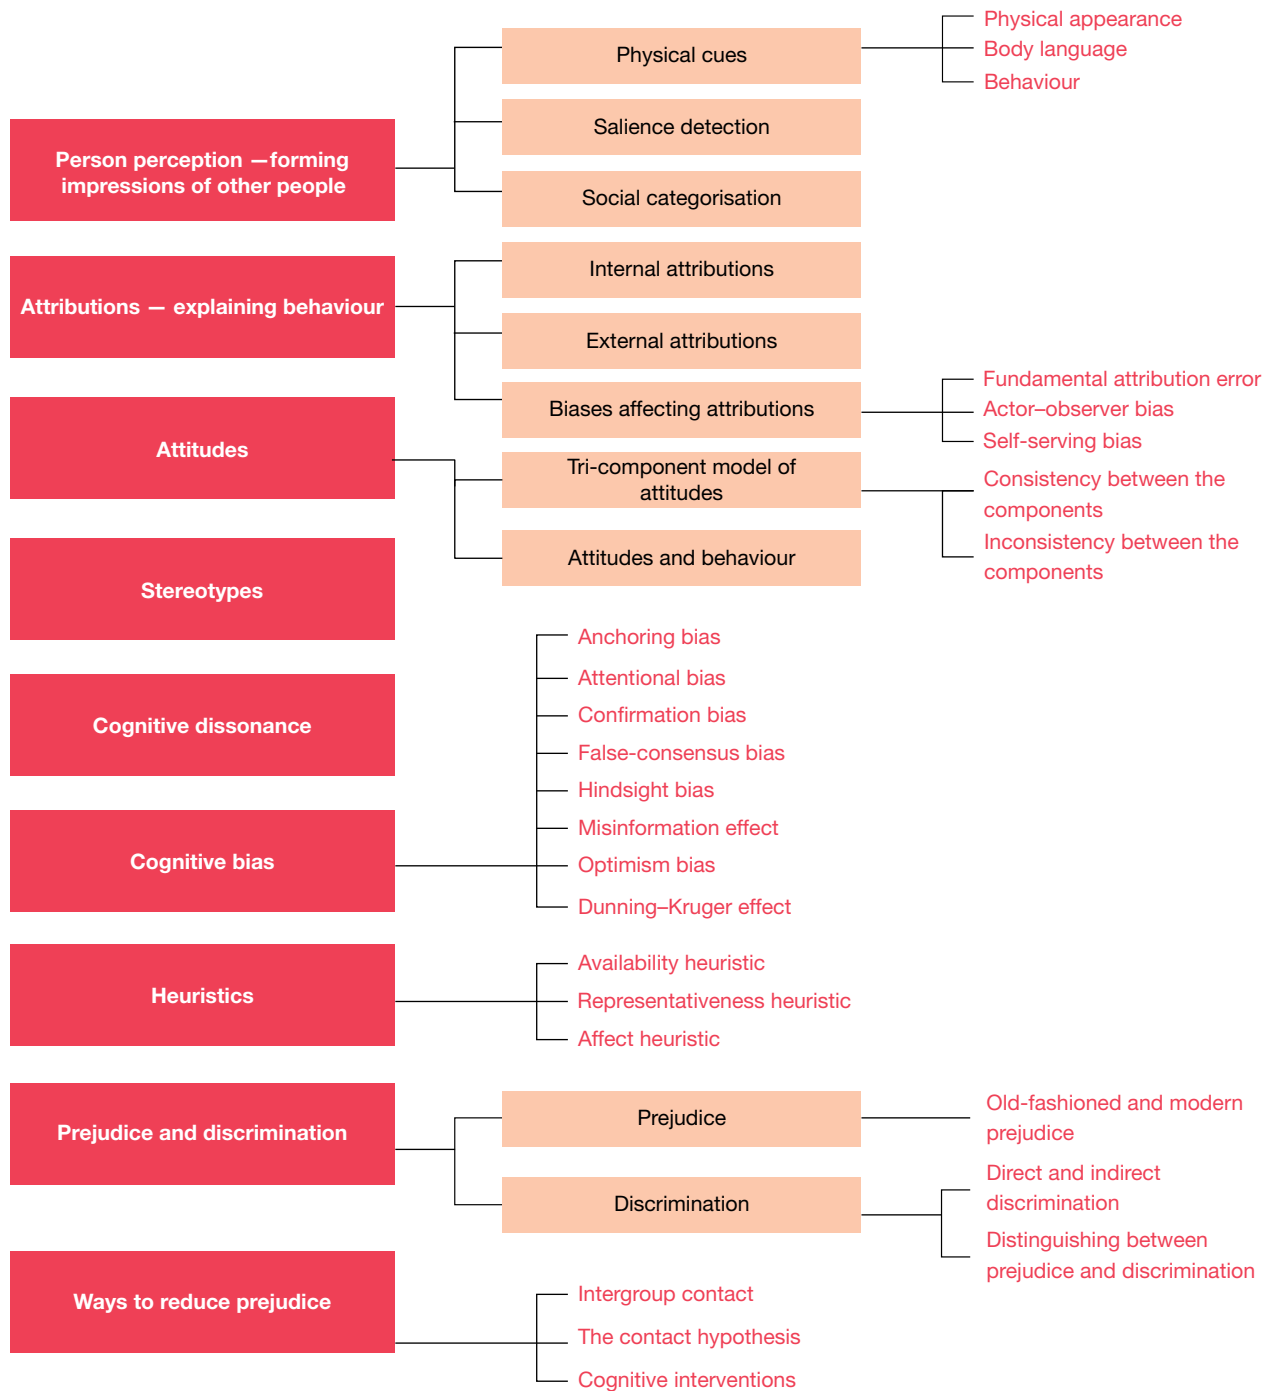 Person perception —forming
impressions of other people
Physical cues
Physical appearance
Body language
Behaviour
Salience detection
Social categorisation
Attributions — explaining behaviour
Internal attributions
External attributions
Biases affecting attributions
Fundamental attribution error
Actor–observer bias
Self-serving bias
Attitudes
Tri-component model of
attitudes
Consistency between the
components
Inconsistency between the
components
Attitudes and behaviour
Stereotypes
Cognitive dissonance
Cognitive bias
Anchoring bias
Attentional bias
Confirmation bias
False-consensus bias
Hindsight bias
Misinformation effect
Optimism bias
Dunning–Kruger effect
Heuristics
Availability heuristic
Representativeness heuristic
Affect heuristic
Prejudice and discrimination
Prejudice
Old-fashioned and modern
prejudice
Discrimination
Direct and indirect
discrimination
Distinguishing between
prejudice and discrimination
Ways to reduce prejudice
Intergroup contact
The contact hypothesis
Cognitive interventions